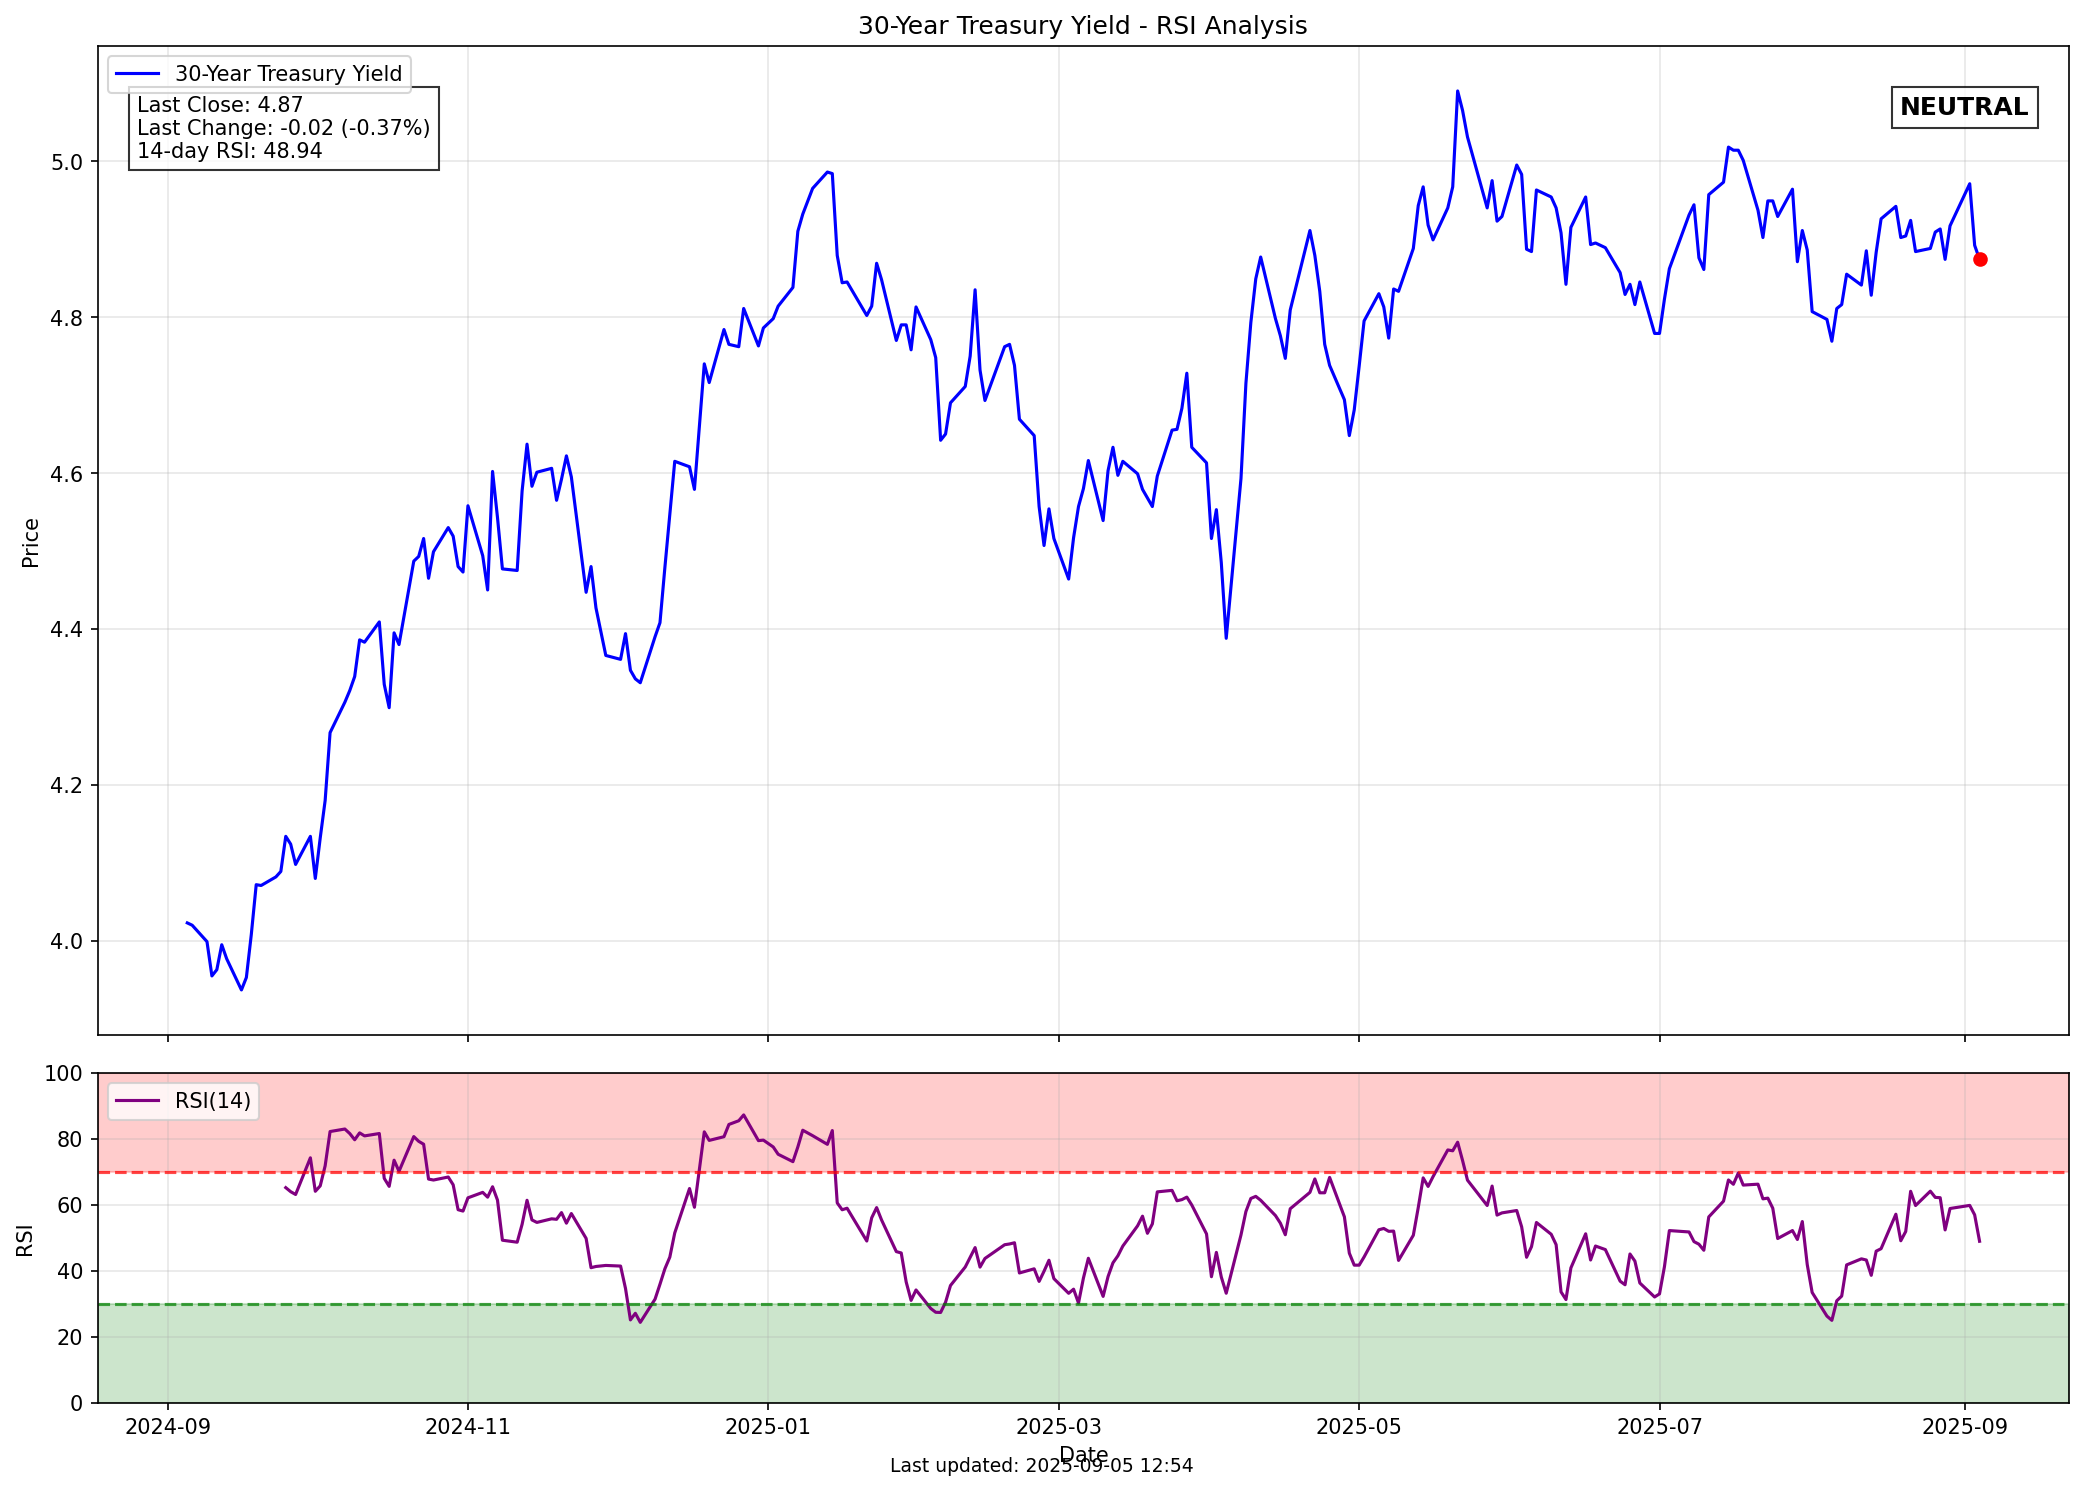 30-Year Treasury Yield - RSI Analysis
30-Year Treasury Yield
Last Close: 4.87
Last Change: -0.02 (-0.37%)
14-day RSI: 48.94
NEUTRAL
Price
5.0
4.8
4.6
4.4
4.2
4.0
RSI(14)
RSI
100
80
60
40
20
0
2024-09
2024-11
2025-01
2025-03
2025-05
2025-07
2025-09
Date
Last updated: 2025-09-05 12:54